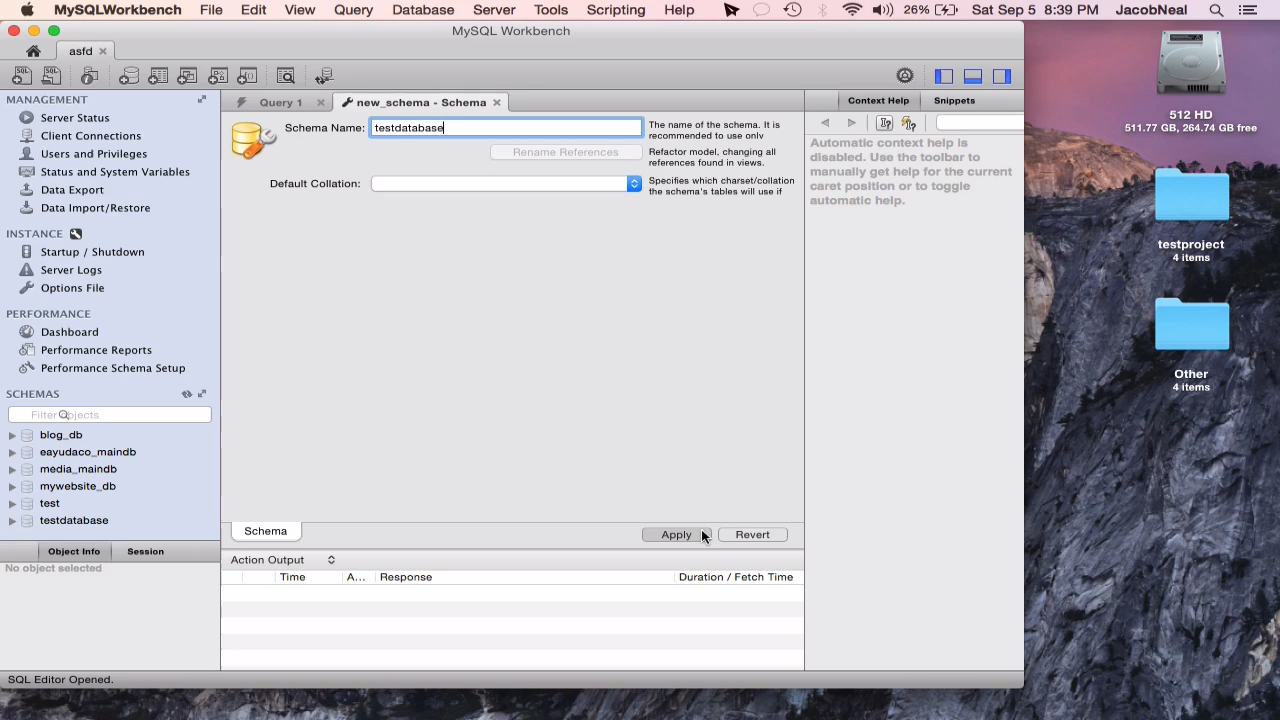 MySQLWorkbench File Edit View Query Database Server Tools Scripting Help 26% Sat Sep 5 8:39 PM JacobNeal
MySQL Workbench
asfd
MANAGEMENT
Server Status
Client Connections
Users and Privileges
Status and System Variables
Data Export
Data Import/Restore
INSTANCE
Startup / Shutdown
Server Logs
Options File
PERFORMANCE
Dashboard
Performance Reports
Performance Schema Setup
SCHEMAS
Filter objects
blog_db
eayudaco_maindb
media_maindb
mywebsite_db
test
testdatabase
Object Info Session
No object selected
Query 1 new_schema - Schema
Schema Name: testdatabase
The name of the schema. It is
recommended to use only
Rename References
Refactor model, changing all
references found in views.
Default Collation:
Specifies which charset/collation
the schema's tables will use if
Schema
Apply Revert
Action Output
Time A... Response Duration / Fetch Time
Context Help Snippets
Automatic context help is
disabled. Use the toolbar to
manually get help for the current
caret position or to toggle
automatic help.
SQL Editor Opened.
512 HD
511.77 GB, 264.74 GB free
testproject
4 items
Other
4 items